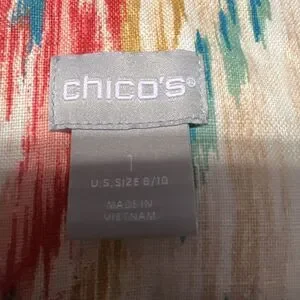 chico's®
1
U.S. SIZE 8/10
MADE IN
VIETNAM